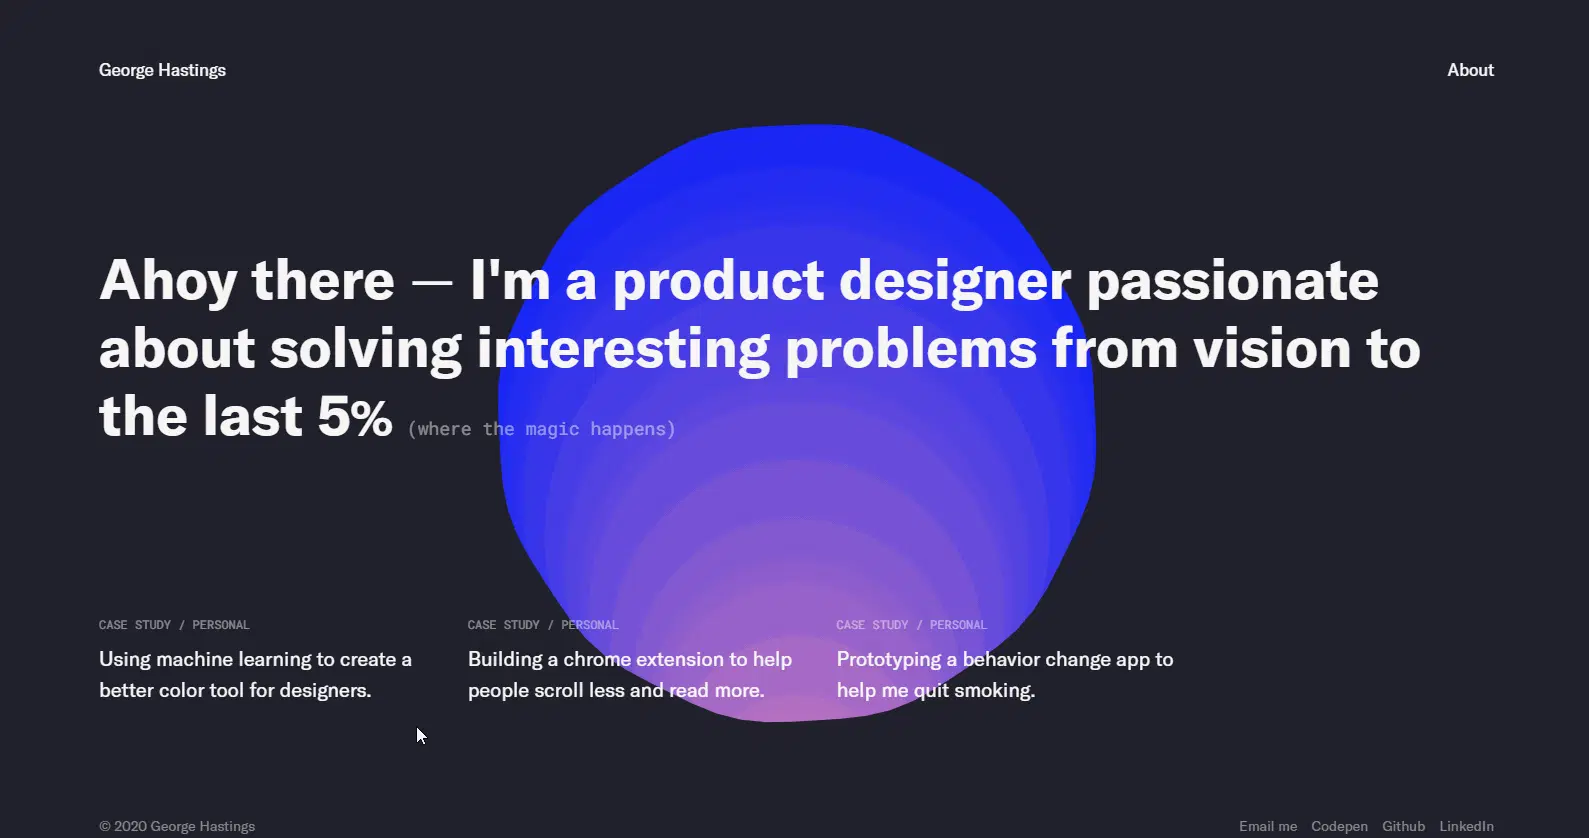 George Hastings
About
Ahoy there — I'm a product designer passionate
about solving interesting problems from vision to
the last 5% (where the magic happens)
CASE STUDY / PERSONAL
Using machine learning to create a
better color tool for designers.
CASE STUDY / PERSONAL
Building a chrome extension to help
people scroll less and read more.
CASE STUDY / PERSONAL
Prototyping a behavior change app to
help me quit smoking.
© 2020 George Hastings
Email me Codepen Github LinkedIn